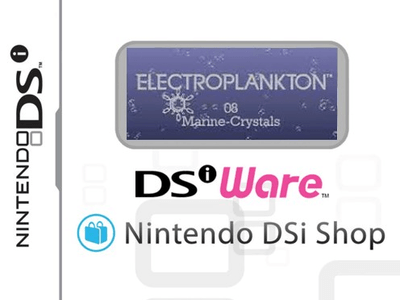 NINTENDO DSi
ELECTROPLANKTON™
08
Marine-Crystals
DSiWare™
Nintendo DSi Shop